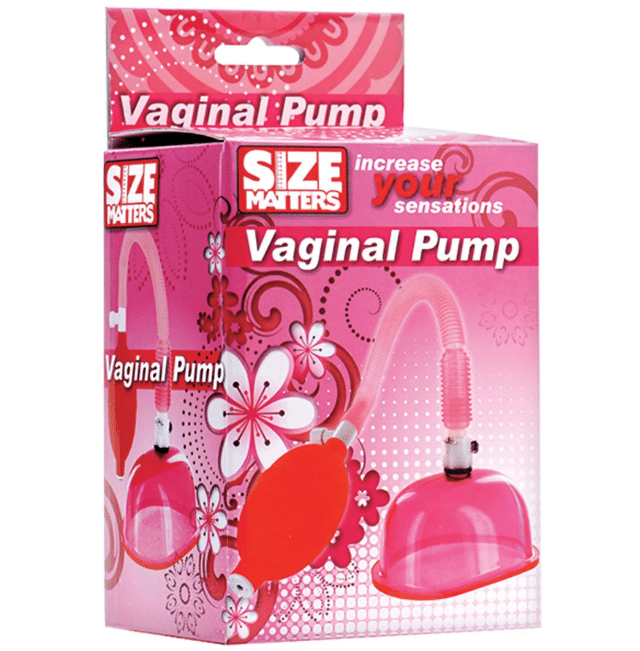 Vaginal Pump
SIZE
MATTERS
increase
your
sensations
Vaginal Pump
SIZE
MATTERS
Vaginal Pump